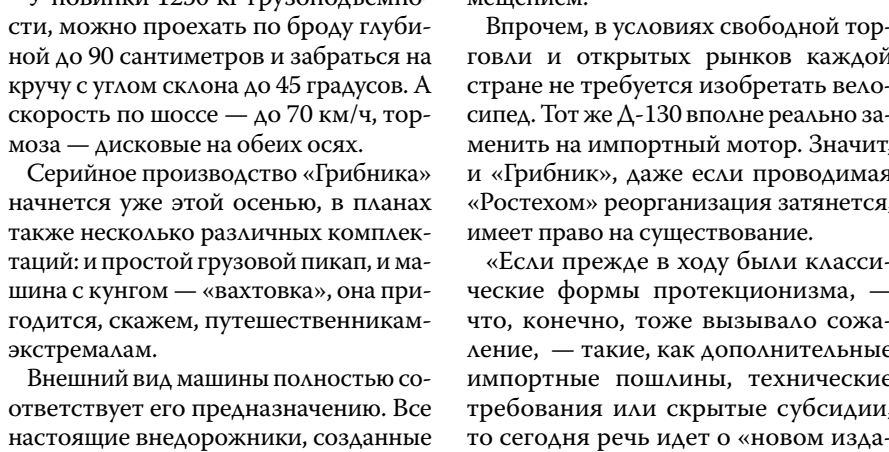 У новинки 1250 кг грузоподъемно-
сти, можно проехать по броду глуби-
ной до 90 сантиметров и забраться на
кручу с углом склона до 45 градусов. А
скорость по шоссе — до 70 км/ч, тор-
моза — дисковые на обеих осях.
Серийное производство «Грибника»
начнется уже этой осенью, в планах
также несколько различных комплек-
таций: и простой грузовой пикап, и ма-
шина с кунгом — «вахтовка», она при-
годится, скажем, путешественникам-
экстремалам.
Внешний вид машины полностью со-
ответствует его предназначению. Все
настоящие внедорожники, созданные
мещением.
Впрочем, в условиях свободной тор-
говли и открытых рынков каждой
стране не требуется изобретать вело-
сипед. Тот же Д-130 вполне реально за-
менить на импортный мотор. Значит,
и «Грибник», даже если проводимая
«Ростехом» реорганизация затянется,
имеет право на существование.
«Если прежде в ходу были класси-
ческие формы протекционизма, —
что, конечно, тоже вызывало сожа-
ление, — такие, как дополнительные
импортные пошлины, технические
требования или скрытые субсидии,
то сегодня речь идет о «новом изда-